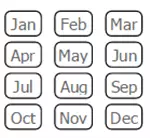 Jan Feb Mar
Apr May Jun
Jul Aug Sep
Oct Nov Dec